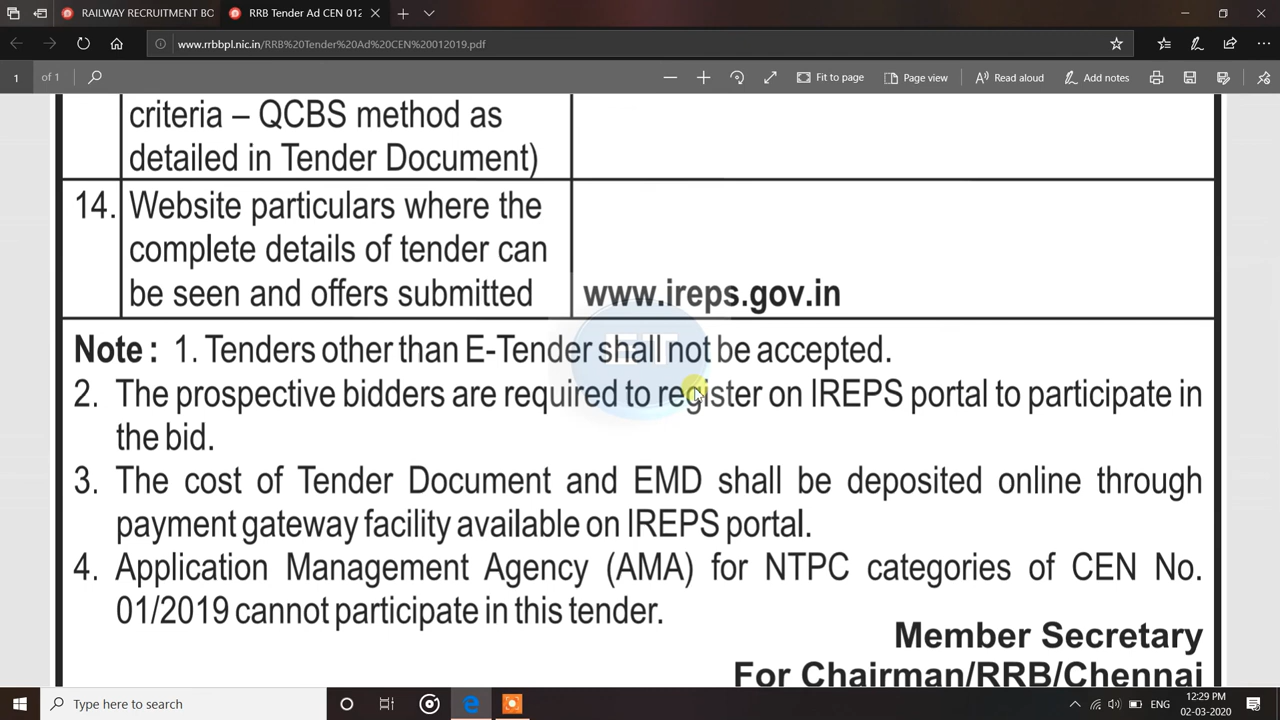 RAILWAY RECRUITMENT BO
RRB Tender Ad CEN 012
www.rrbbpl.nic.in/RRB%20Tender%20Ad%20CEN%20012019.pdf
1 of 1
Fit to page
Page view
Read aloud
Add notes
criteria – QCBS method as
detailed in Tender Document)
14. Website particulars where the
complete details of tender can
be seen and offers submitted www.ireps.gov.in
Note : 1. Tenders other than E-Tender shall not be accepted.
2. The prospective bidders are required to register on IREPS portal to participate in
the bid.
3. The cost of Tender Document and EMD shall be deposited online through
payment gateway facility available on IREPS portal.
4. Application Management Agency (AMA) for NTPC categories of CEN No.
01/2019 cannot participate in this tender.
Member Secretary
For Chairman/RRB/Chennai
Type here to search
ENG
12:29 PM
02-03-2020